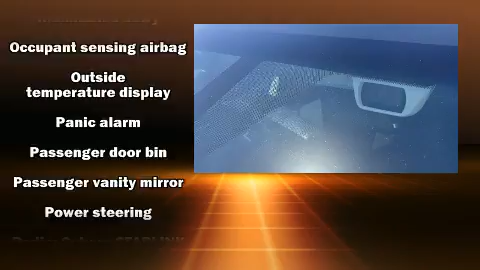 Occupant sensing airbag
Outside
temperature display
Panic alarm
Passenger door bin
Passenger vanity mirror
Power steering